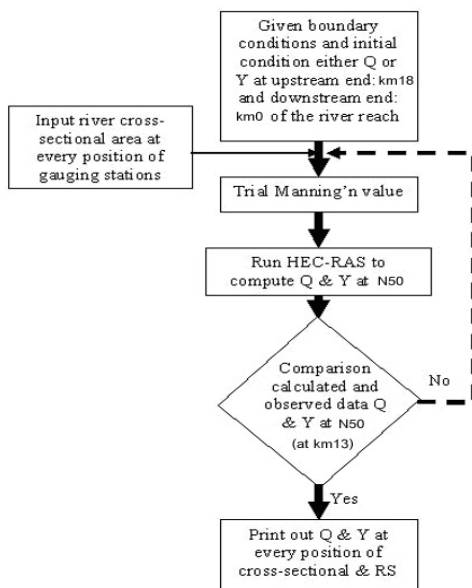 Given boundary
conditions and initial
condition either Q or
Y at upstream end: km18
and downstream end:
km0 of the river reach
Input river cross-
sectional area at
every position of
gauging stations
Trial Manning'n value
Run HEC-RAS to
compute Q & Y at N50
Comparison
calculated and
observed data Q
& Y at N50
(at km13)
No
Yes
Print out Q & Y at
every position of
cross-sectional & RS